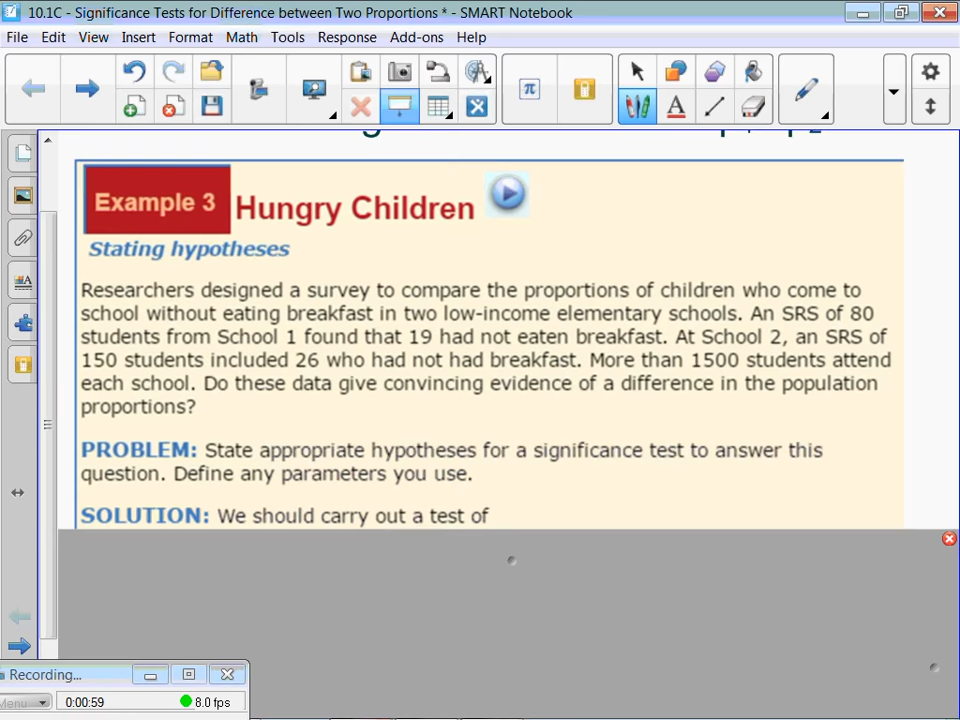 10.1C - Significance Tests for Difference between Two Proportions * - SMART Notebook
File Edit View Insert Format Math Tools Response Add-ons Help
π
A
Example 3 Hungry Children
Stating hypotheses
Researchers designed a survey to compare the proportions of children who come to
school without eating breakfast in two low-income elementary schools. An SRS of 80
students from School 1 found that 19 had not eaten breakfast. At School 2, an SRS of
150 students included 26 who had not had breakfast. More than 1500 students attend
each school. Do these data give convincing evidence of a difference in the population
proportions?
PROBLEM: State appropriate hypotheses for a significance test to answer this
question. Define any parameters you use.
SOLUTION: We should carry out a test of
Recording...
Menu 0:00:59 8.0 fps